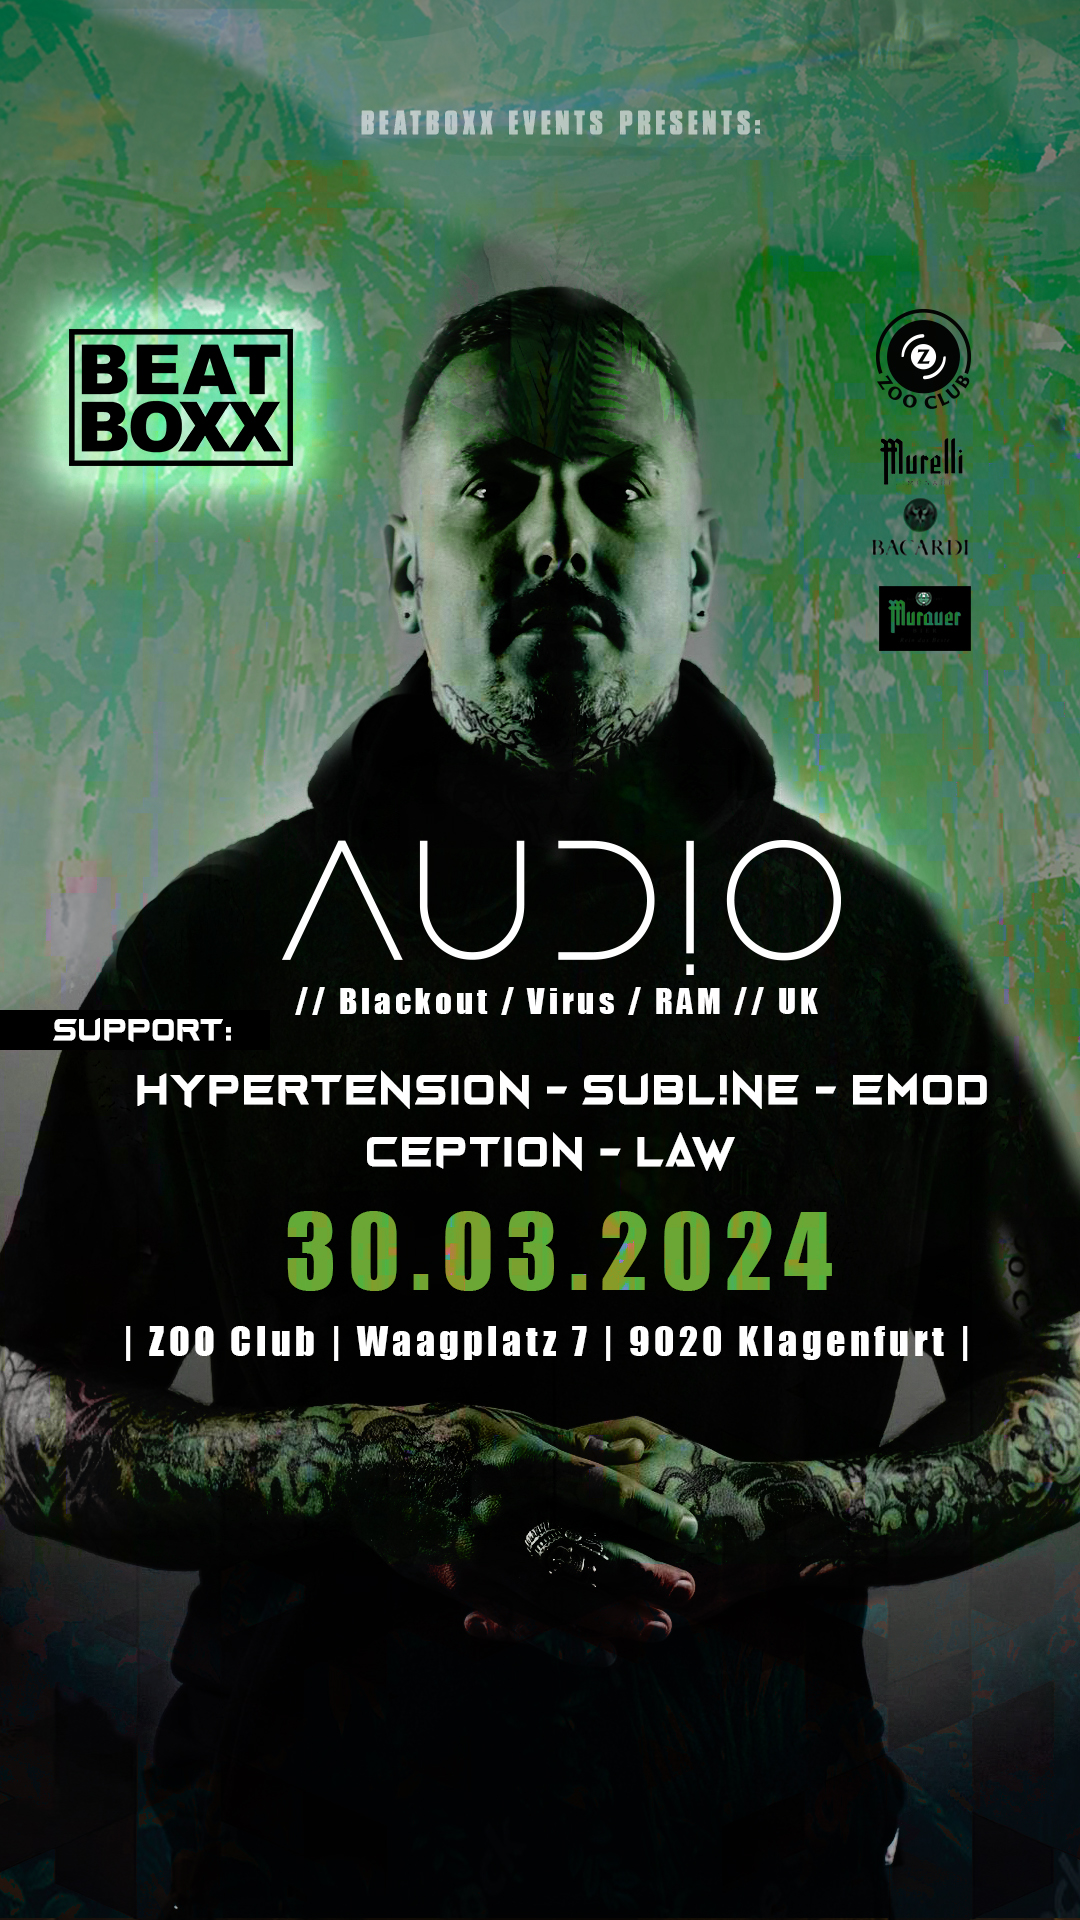 BEATBOXX EVENTS PRESENTS:
BEAT
BOXX
Z
ZOO CLUB
Murelli
BACARDI
Murauer
AUD!O
// Blackout / Virus / RAM // UK
SUPPORT:
HYPERTENSION - SUBL!NE - EMOD
CEPTION - LAW
30.03.2024
| ZOO Club | Waagplatz 7 | 9020 Klagenfurt |